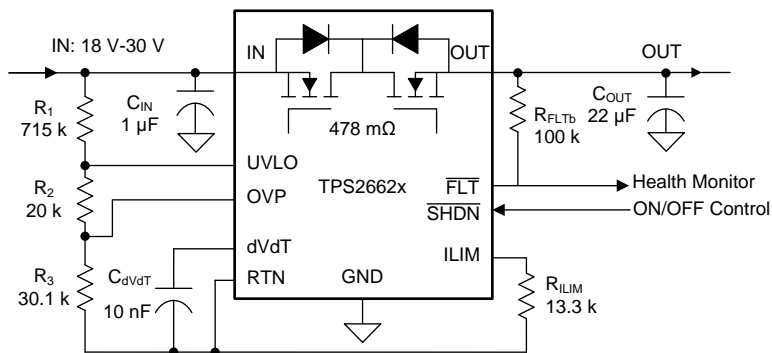 IN: 18 V-30 V
IN
OUT
OUT
R1
715 k
CIN
1 µF
478 mΩ
RFLTb
100 k
COUT
22 µF
UVLO
R2
20 k
OVP
TPS2662x
FLT
Health Monitor
SHDN
ON/OFF Control
dVdT
ILIM
R3
30.1 k
CdVdT
10 nF
RTN
GND
RILIM
13.3 k